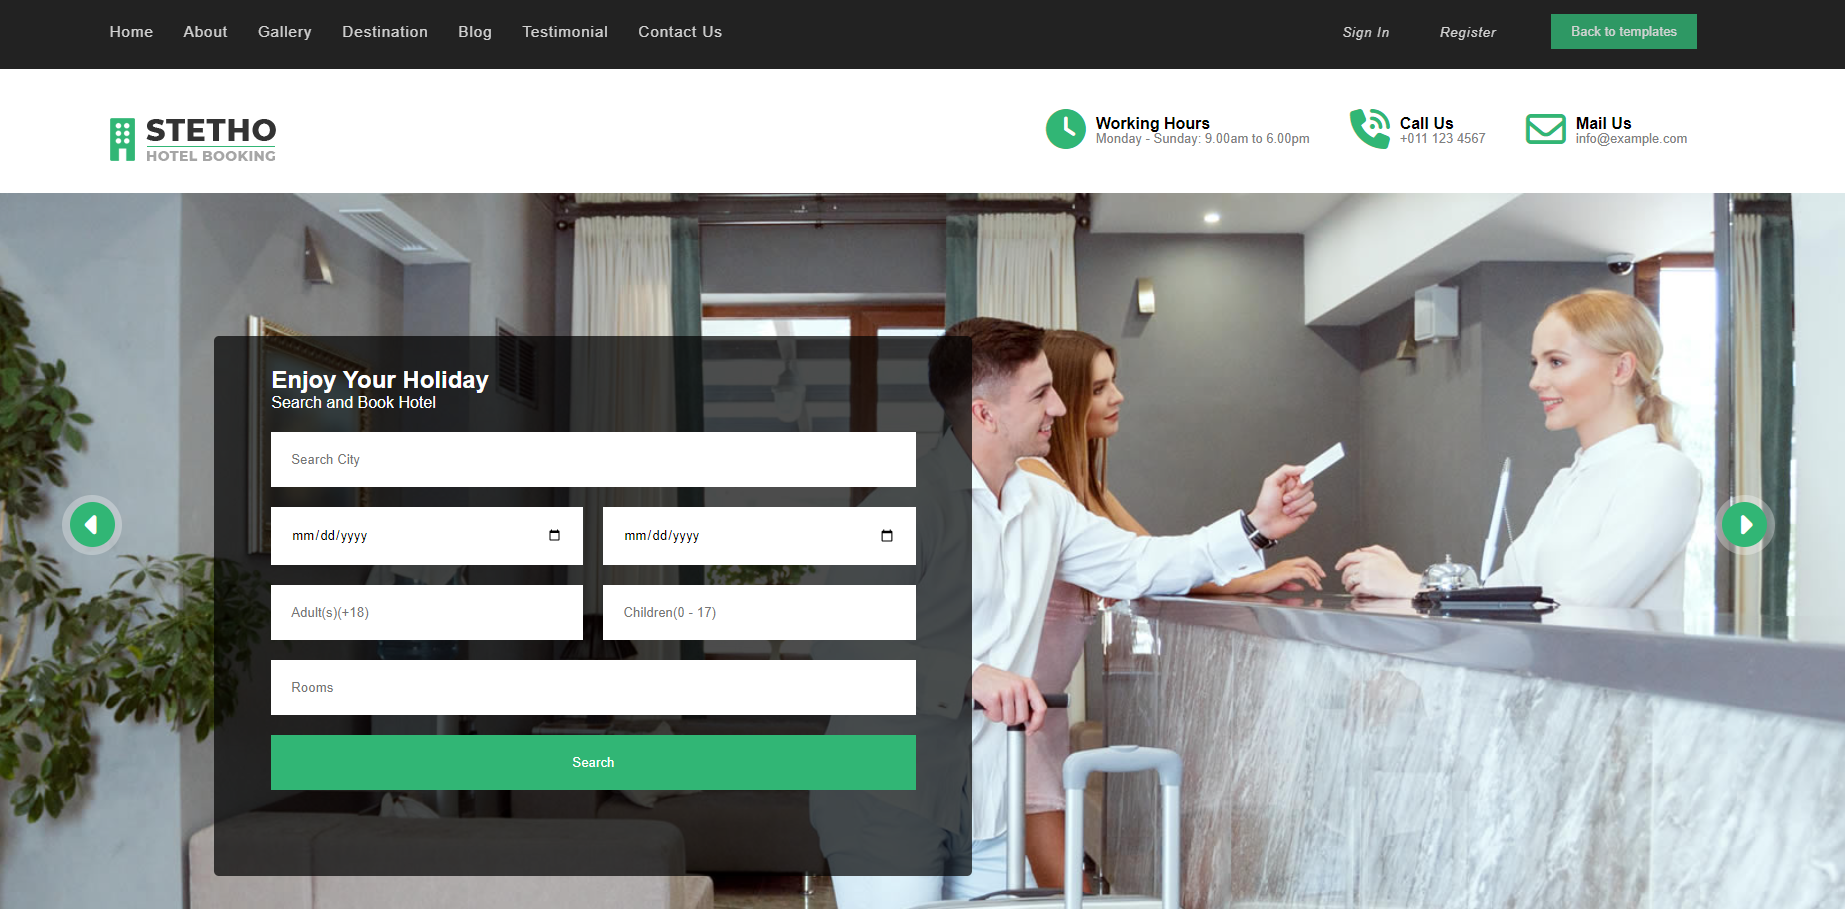 Home About Gallery Destination Blog Testimonial Contact Us Sign In Register Back to templates
STETHO
HOTEL BOOKING
Working Hours
Monday - Sunday: 9.00am to 6.00pm
Call Us
+011 123 4567
Mail Us
info@example.com
Enjoy Your Holiday
Search and Book Hotel
Search City
mm/dd/yyyy mm/dd/yyyy
Adult(s)(+18) Children(0 - 17)
Rooms
Search